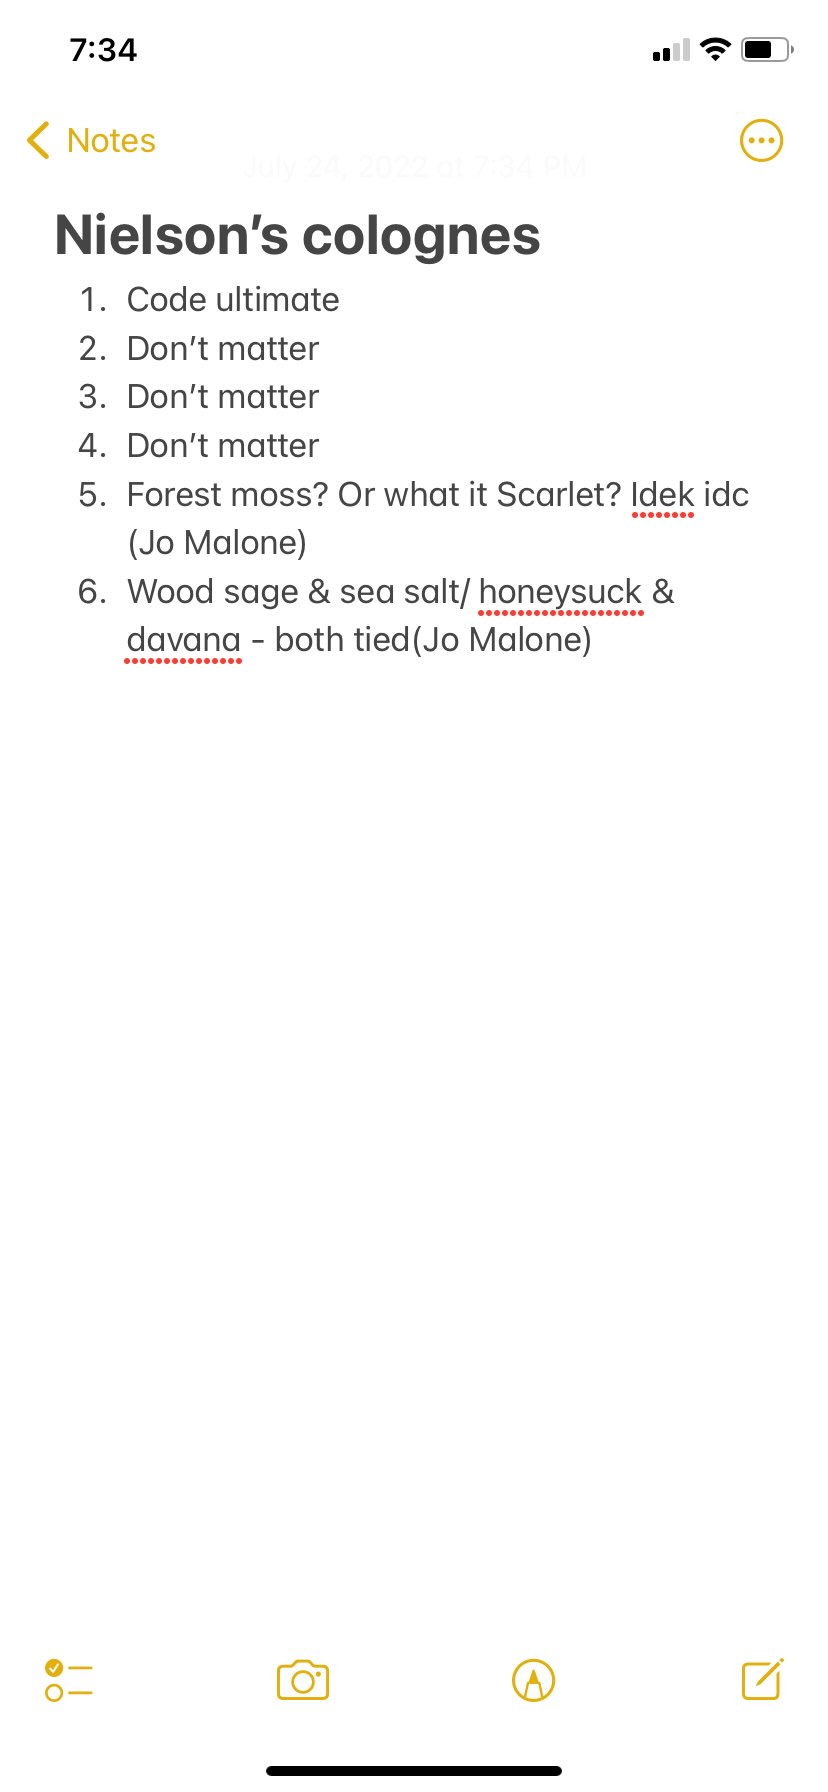 7:34
Notes
July 24, 2022 at 7:34 PM
Nielson's colognes
1. Code ultimate
2. Don't matter
3. Don't matter
4. Don't matter
5. Forest moss? Or what it Scarlet? Idek idc
(Jo Malone)
6. Wood sage & sea salt/ honeysuck &
davana - both tied(Jo Malone)